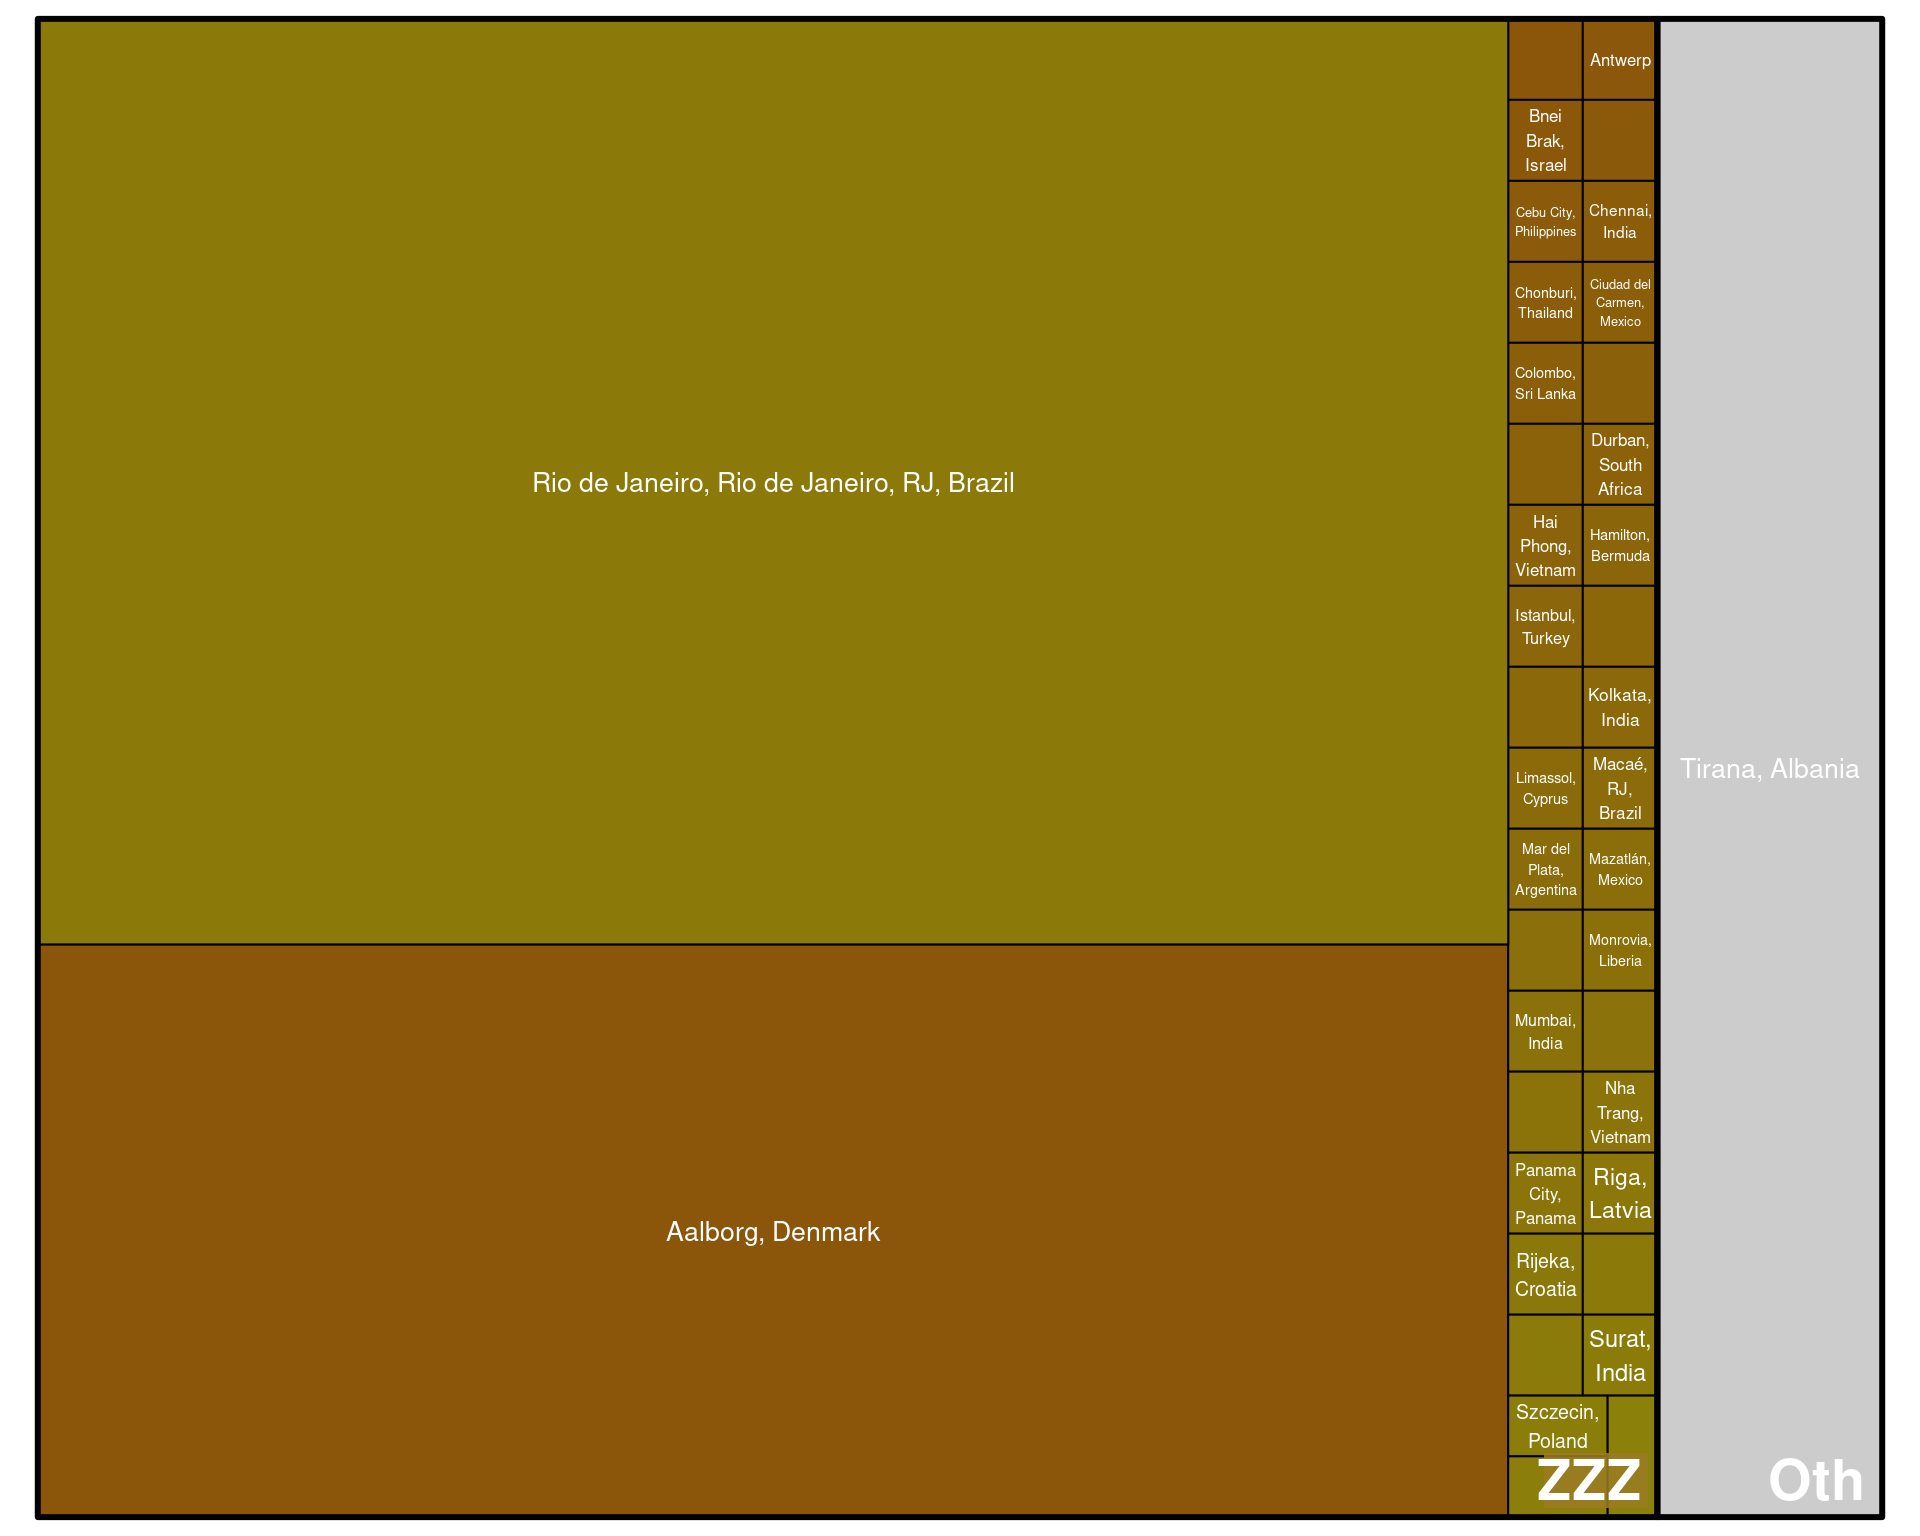 Rio de Janeiro, Rio de Janeiro, RJ, Brazil
Aalborg, Denmark
Antwerp
Bnei
Brak,
Israel
Cebu City,
Philippines
Chennai,
India
Chonburi,
Thailand
Ciudad del
Carmen,
Mexico
Colombo,
Sri Lanka
Durban,
South
Africa
Hai
Phong,
Vietnam
Hamilton,
Bermuda
Istanbul,
Turkey
Kolkata,
India
Limassol,
Cyprus
Macaé,
RJ,
Brazil
Mar del
Plata,
Argentina
Mazatlán,
Mexico
Monrovia,
Liberia
Mumbai,
India
Nha
Trang,
Vietnam
Panama
City,
Panama
Riga,
Latvia
Rijeka,
Croatia
Surat,
India
Szczecin,
Poland
ZZZ
Tirana, Albania
Oth